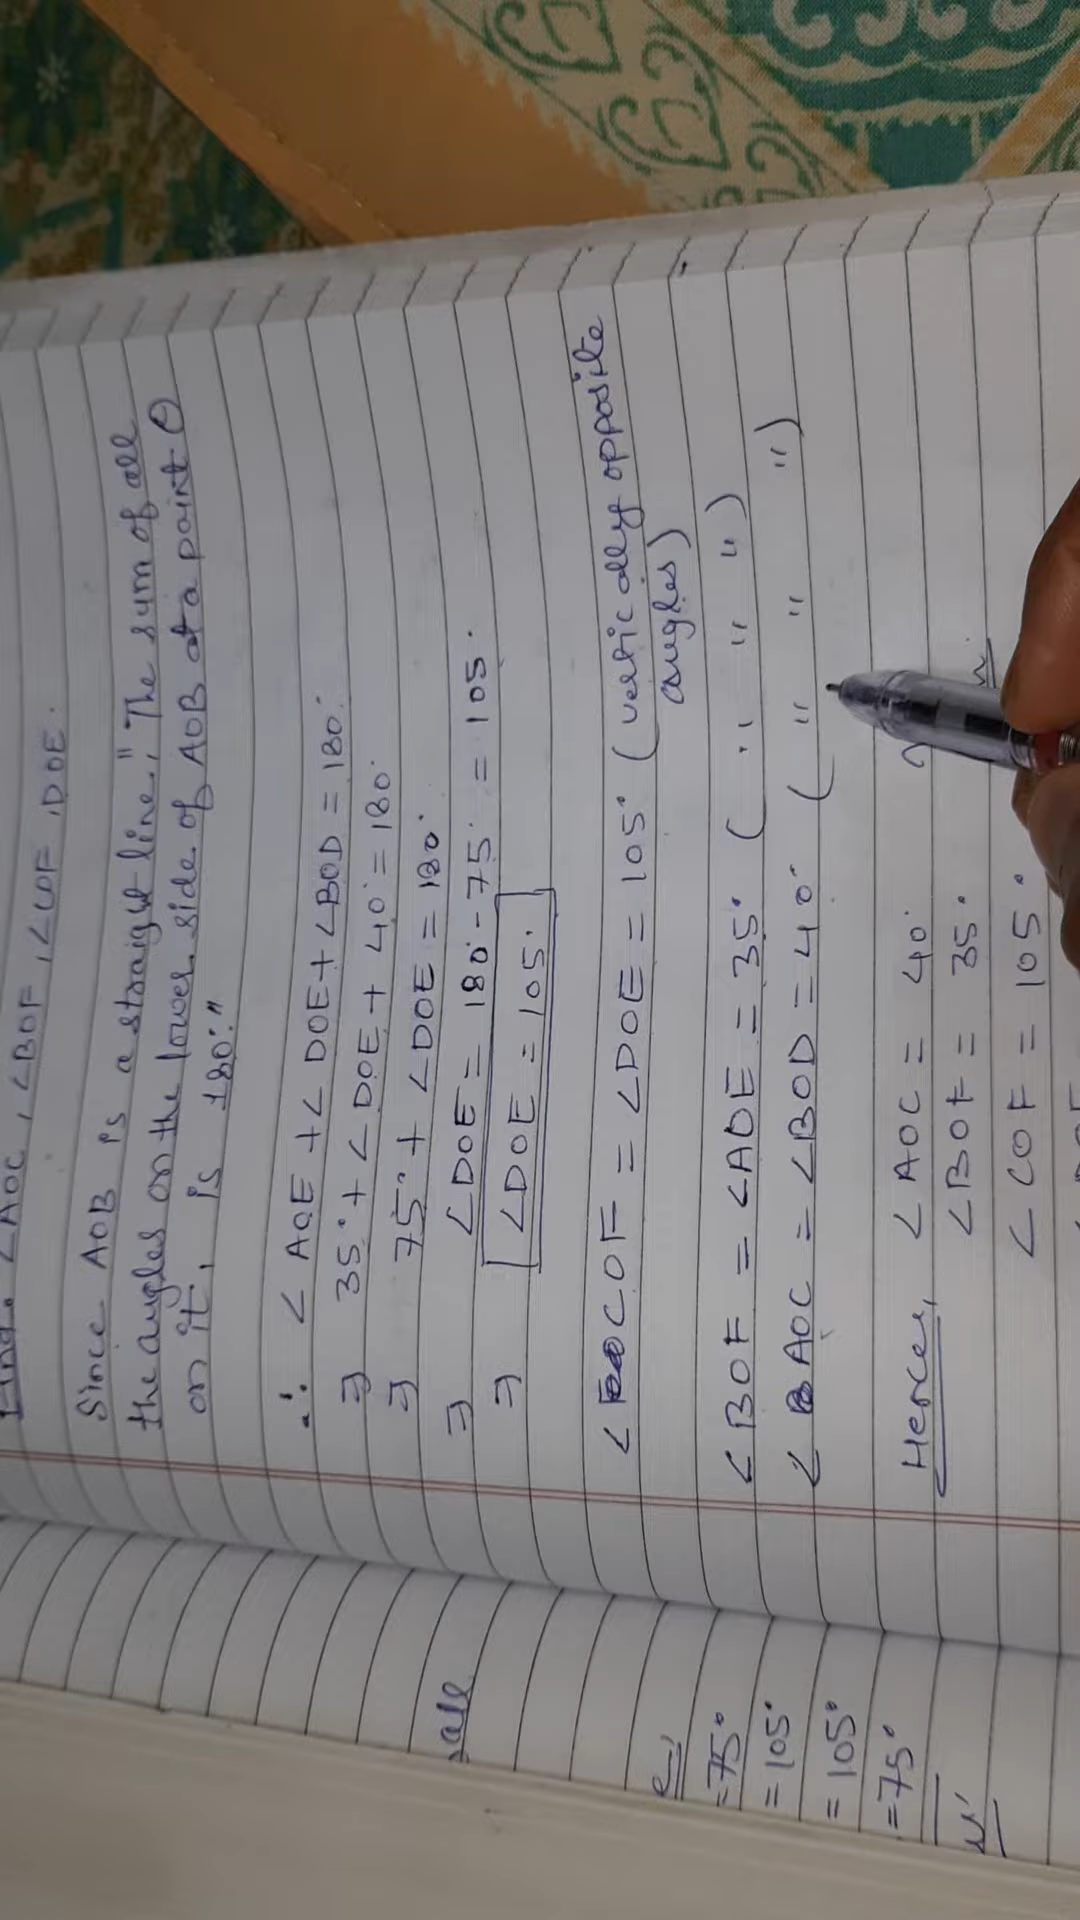 Find. <AOC, <BOF, <COF, DOE.
Since AOB is a straight line, "The sum of all
the angles on the lower side of AOB at a point O
on it, is 180°."
∴ <AOE + <DOE + <BOD = 180°
⇒ 35° + <DOE + 40° = 180°
⇒ 75° + <DOE = 180°
⇒ <DOE = 180° - 75° = 105°
⇒ <DOE = 105°
<COF = <DOE = 105° (vertically opposite
angles)
<BOF = <AOE = 35° ( " " " )
<AOC = <BOD = 40° ( " " " )
Hence, <AOC = 40°
<BOF = 35°
<COF = 105°
=75°
=105°
=105°
=75°